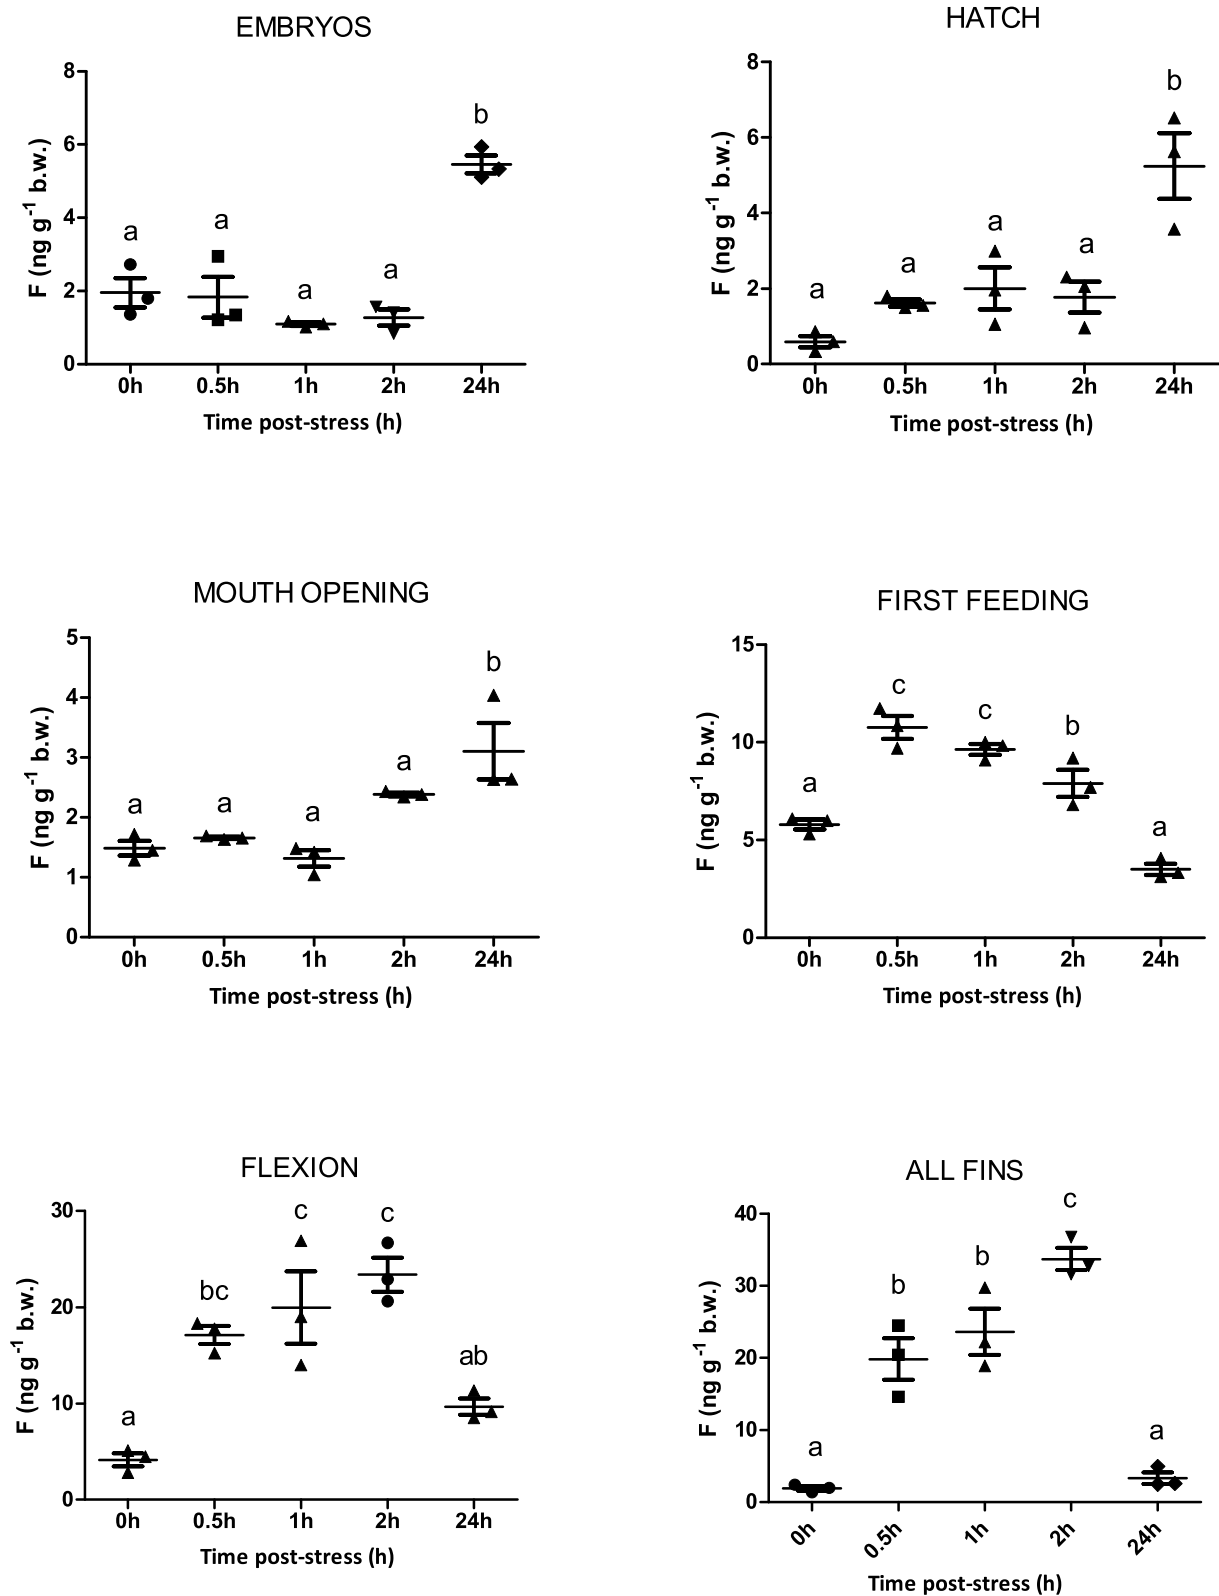 EMBRYOS
F (ng g⁻¹ b.w.)
8
6
4
2
0
a
a
a
a
b
0h 0.5h 1h 2h 24h
Time post-stress (h)
HATCH
F (ng g⁻¹ b.w.)
8
6
4
2
0
a
a
a
a
b
0h 0.5h 1h 2h 24h
Time post-stress (h)
MOUTH OPENING
F (ng g⁻¹ b.w.)
5
4
3
2
1
0
a
a
a
a
b
0h 0.5h 1h 2h 24h
Time post-stress (h)
FIRST FEEDING
F (ng g⁻¹ b.w.)
15
10
5
0
a
c
c
b
a
0h 0.5h 1h 2h 24h
Time post-stress (h)
FLEXION
F (ng g⁻¹ b.w.)
30
20
10
0
a
bc
c
c
ab
0h 0.5h 1h 2h 24h
Time post-stress (h)
ALL FINS
F (ng g⁻¹ b.w.)
40
30
20
10
0
a
b
b
c
a
0h 0.5h 1h 2h 24h
Time post-stress (h)